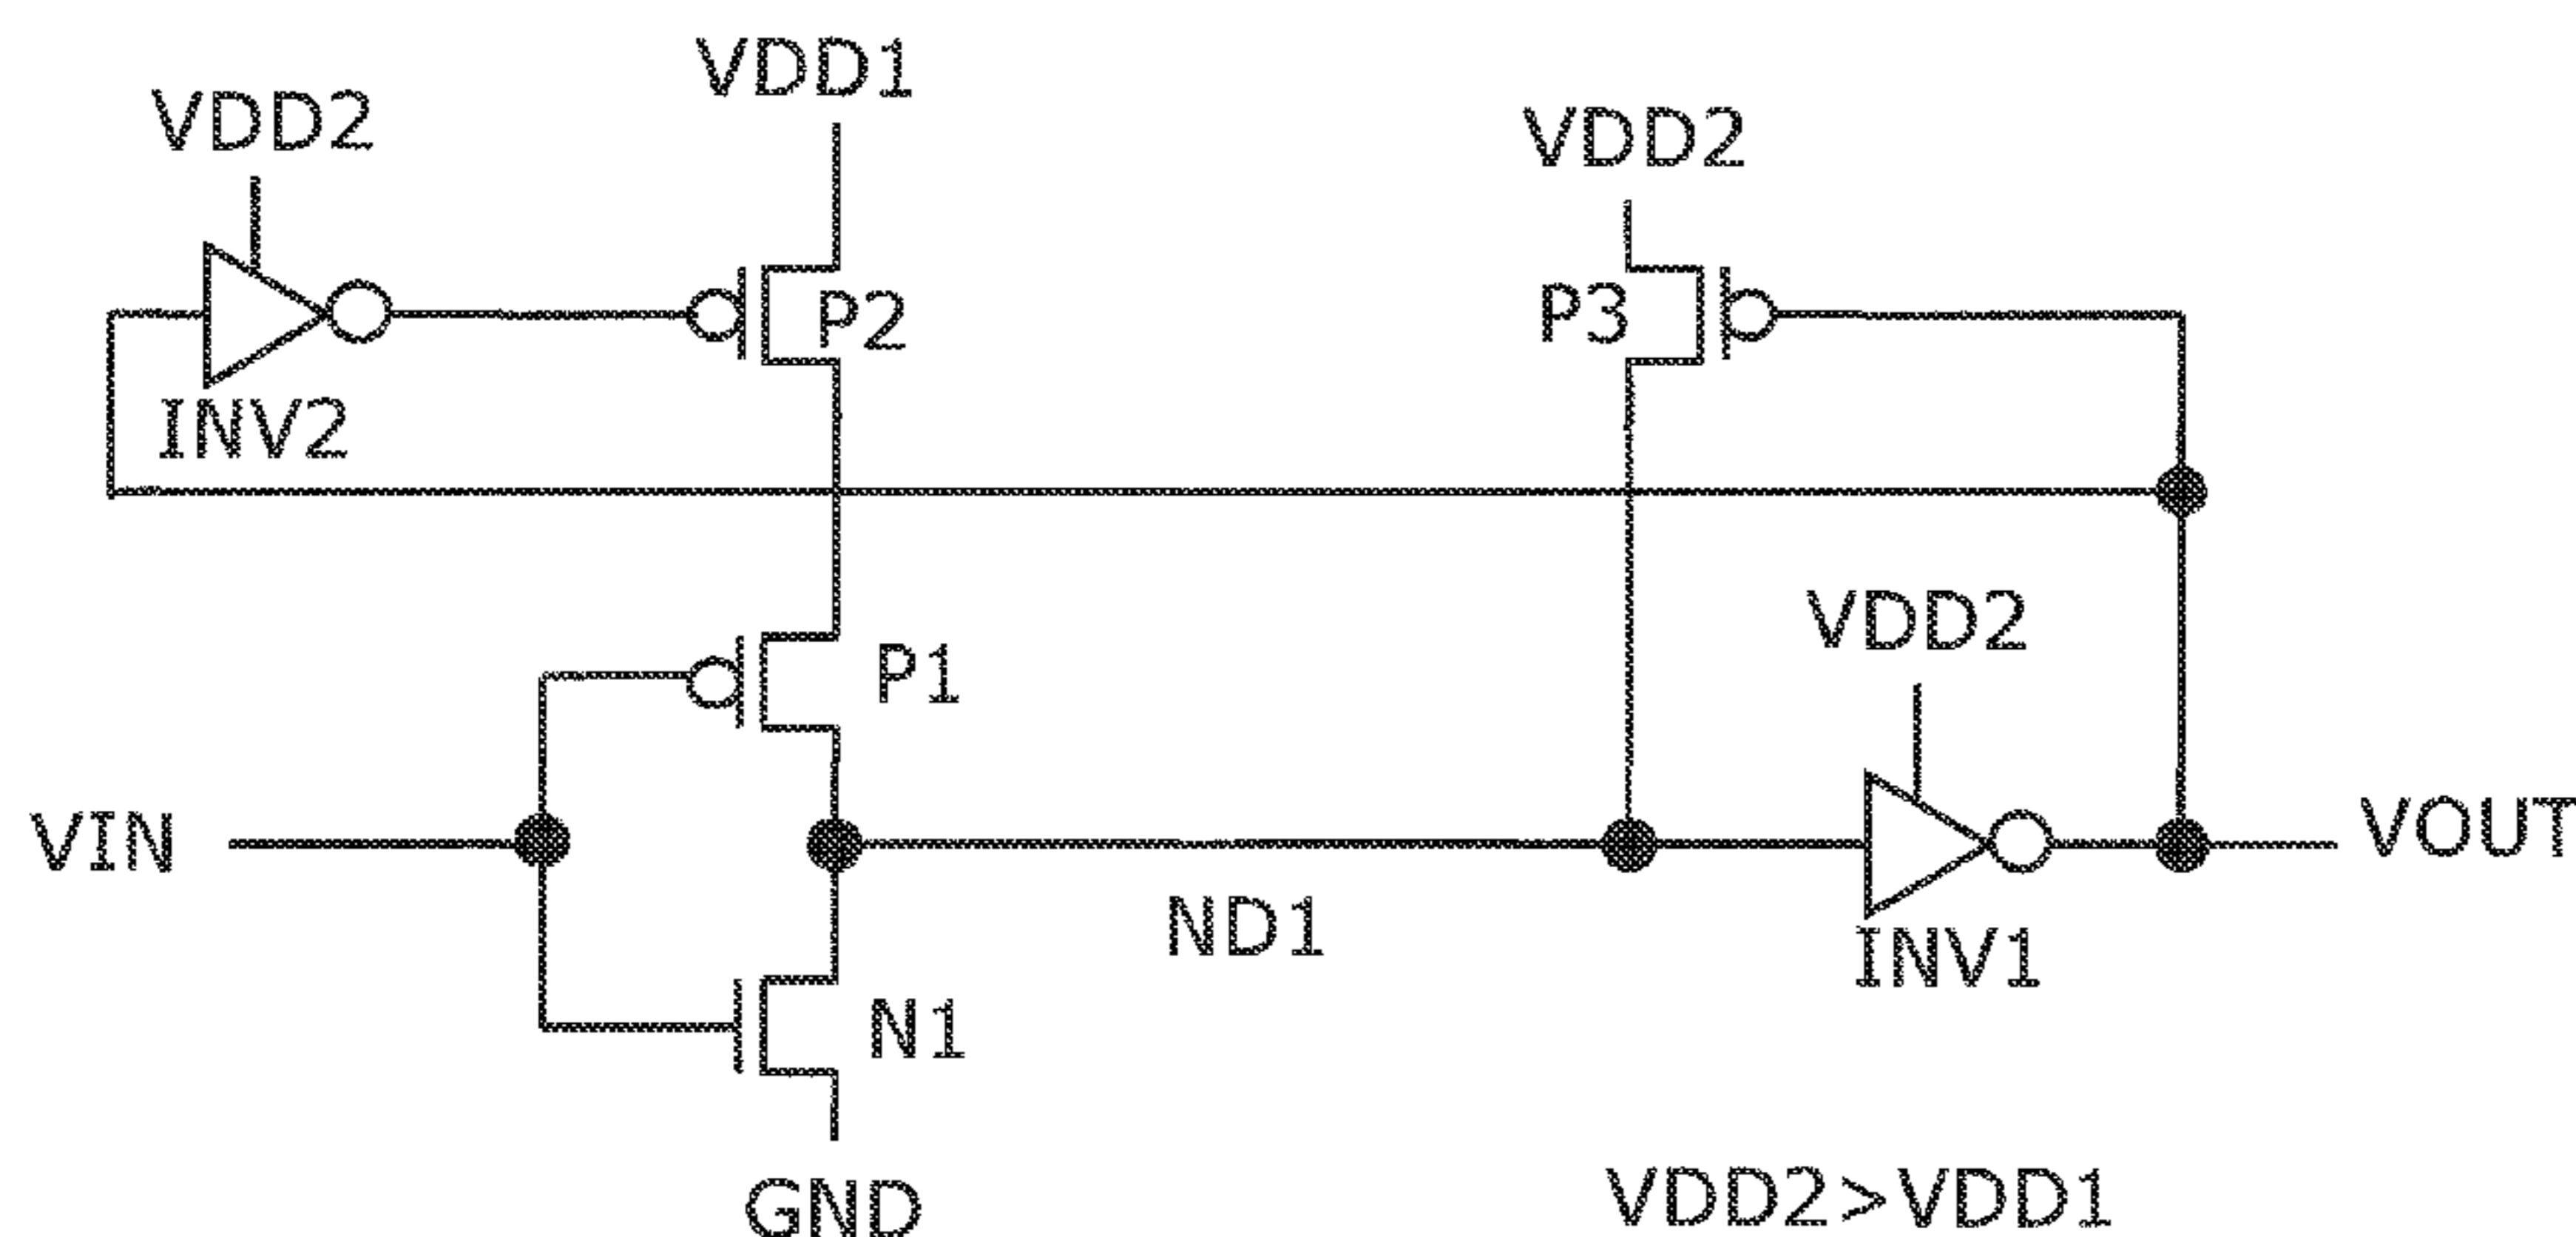 VDD1
VDD2
VDD2
P2
P3
INV2
VDD2
P1
VIN
VOUT
ND1
INV1
N1
GND
VDD2>VDD1